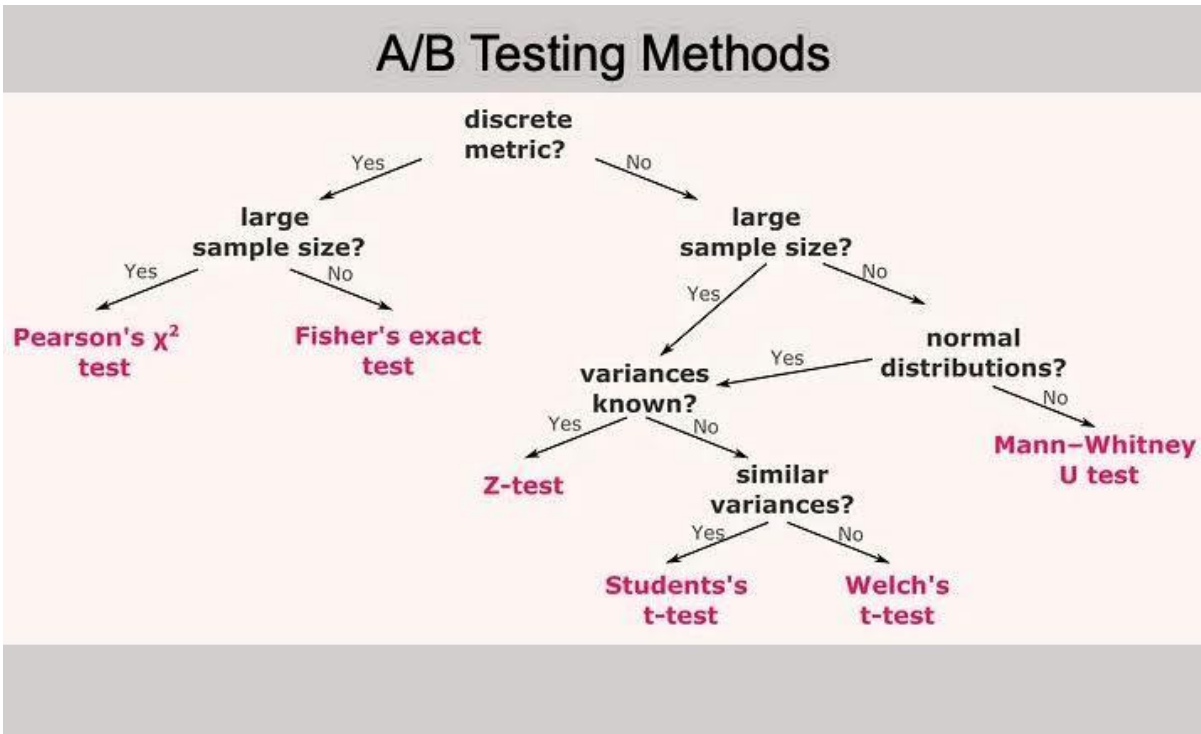 A/B Testing Methods
discrete
metric?
Yes
No
large
sample size?
large
sample size?
Yes
No
Yes
No
Pearson's χ²
test
Fisher's exact
test
normal
distributions?
Yes
variances
known?
No
Yes
No
Mann–Whitney
U test
Z-test
similar
variances?
Yes
No
Students's
t-test
Welch's
t-test